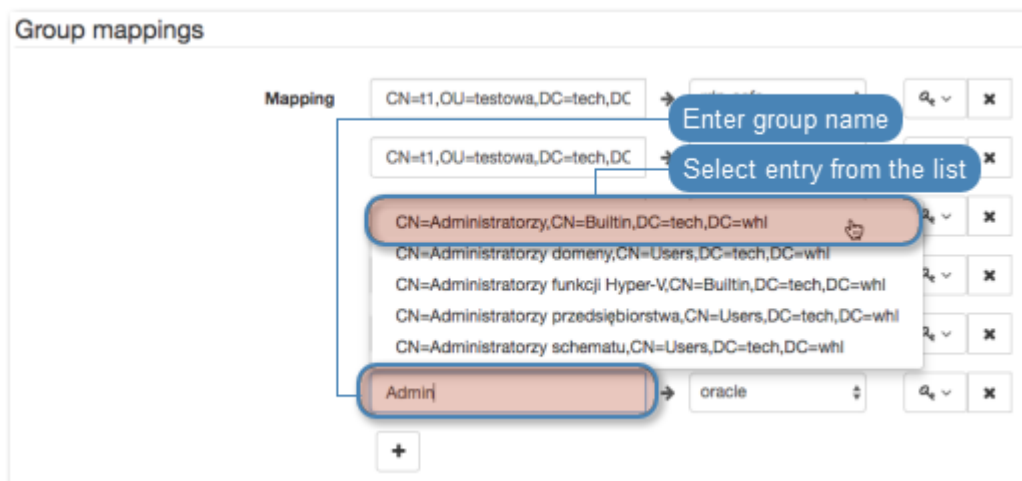 Group mappings
Mapping
CN=t1,OU=testowa,DC=tech,DC
Enter group name
CN=t1,OU=testowa,DC=tech,DC
Select entry from the list
CN=Administratorzy,CN=Builtin,DC=tech,DC=whl
CN=Administratorzy domeny,CN=Users,DC=tech,DC=whl
CN=Administratorzy funkcji Hyper-V,CN=Builtin,DC=tech,DC=whl
CN=Administratorzy przedsiębiorstwa,CN=Users,DC=tech,DC=whl
CN=Administratorzy schematu,CN=Users,DC=tech,DC=whl
Admin
oracle